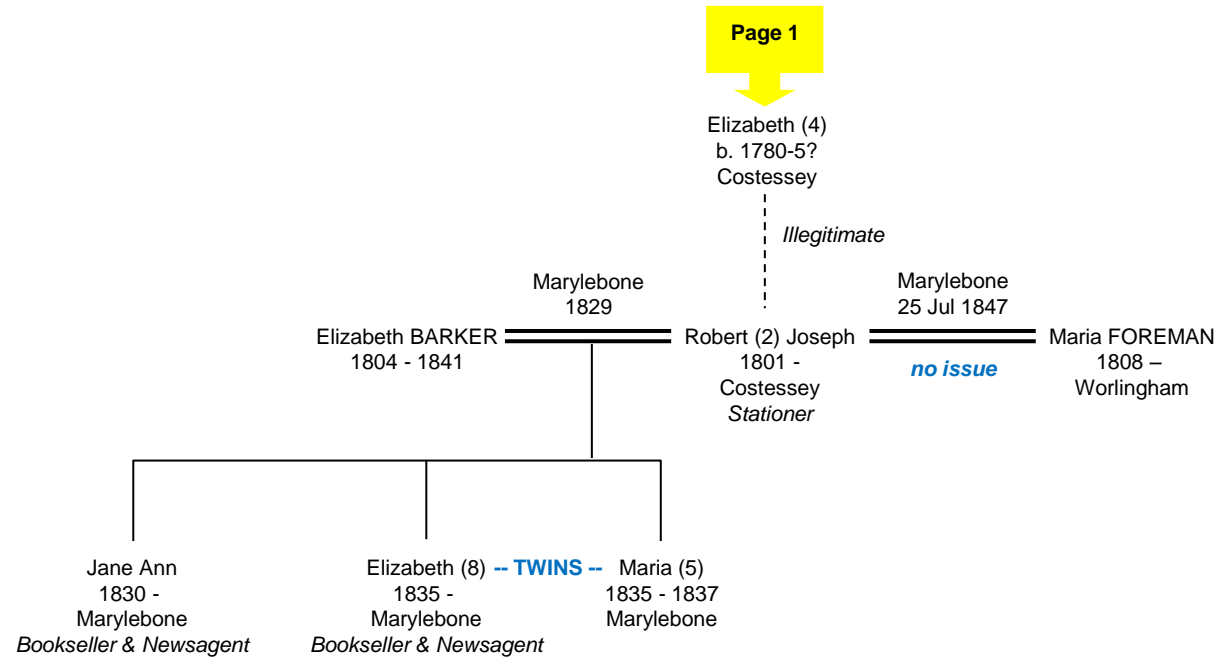 Page 1
Elizabeth (4)
b. 1780-5?
Costessey
Illegitimate
Marylebone
1829
Marylebone
25 Jul 1847
Elizabeth BARKER
1804 - 1841
Robert (2) Joseph
1801 -
Costessey
Stationer
no issue
Maria FOREMAN
1808 –
Worlingham
Jane Ann
1830 -
Marylebone
Bookseller & Newsagent
Elizabeth (8)
1835 -
Marylebone
Bookseller & Newsagent
-- TWINS --
Maria (5)
1835 - 1837
Marylebone